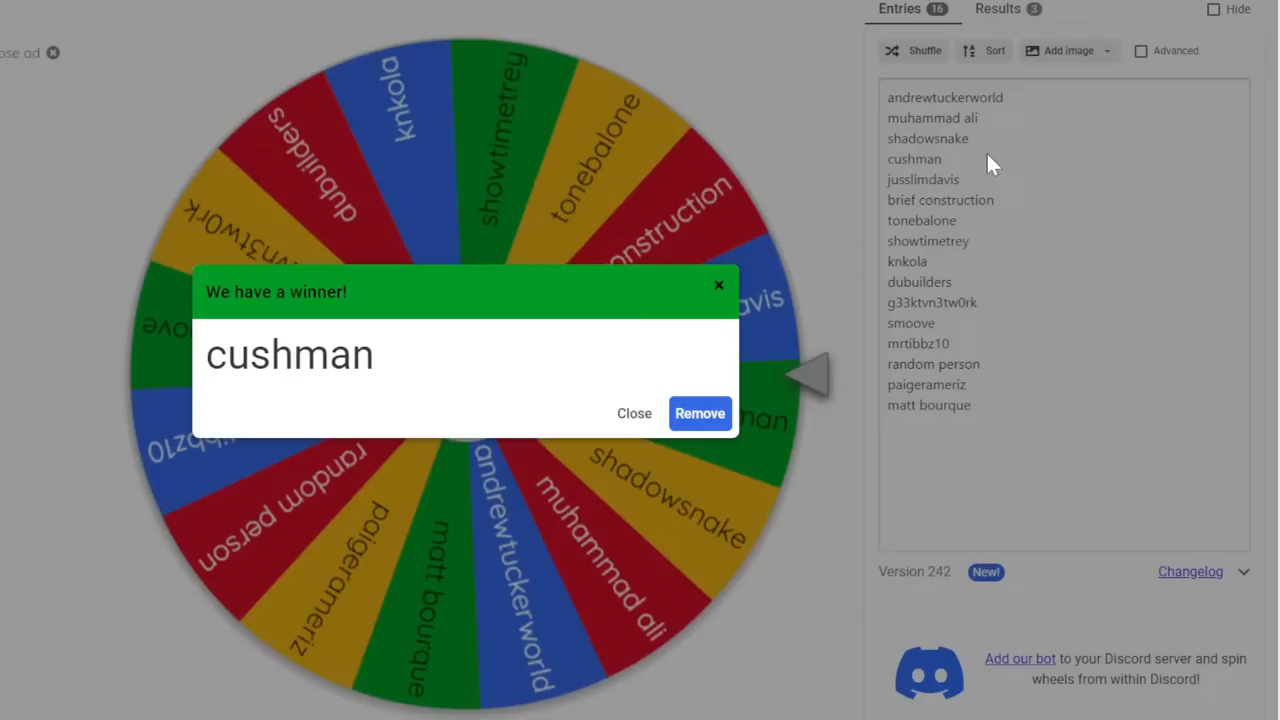 ose ad
Entries 16 Results 3 Hide
Shuffle Sort Add image Advanced
andrewtuckerworld
muhammad ali
shadowsnake
cushman
jusslimdavis
brief construction
tonebalone
showtimetrey
knkola
dubuilders
g33ktvn3tw0rk
smoove
mrtibbz10
random person
paigerameriz
matt bourque
knkola
showtimetrey
tonebalone
onstruction
avis
man
shadowsnake
muhammad ali
andrewtuckerworld
matt bourque
paigerameriz
random person
ibbz10
ove
tvn3tw0rk
dubuilders
We have a winner!
cushman
Close Remove
Version 242 New! Changelog
Add our bot to your Discord server and spin
wheels from within Discord!